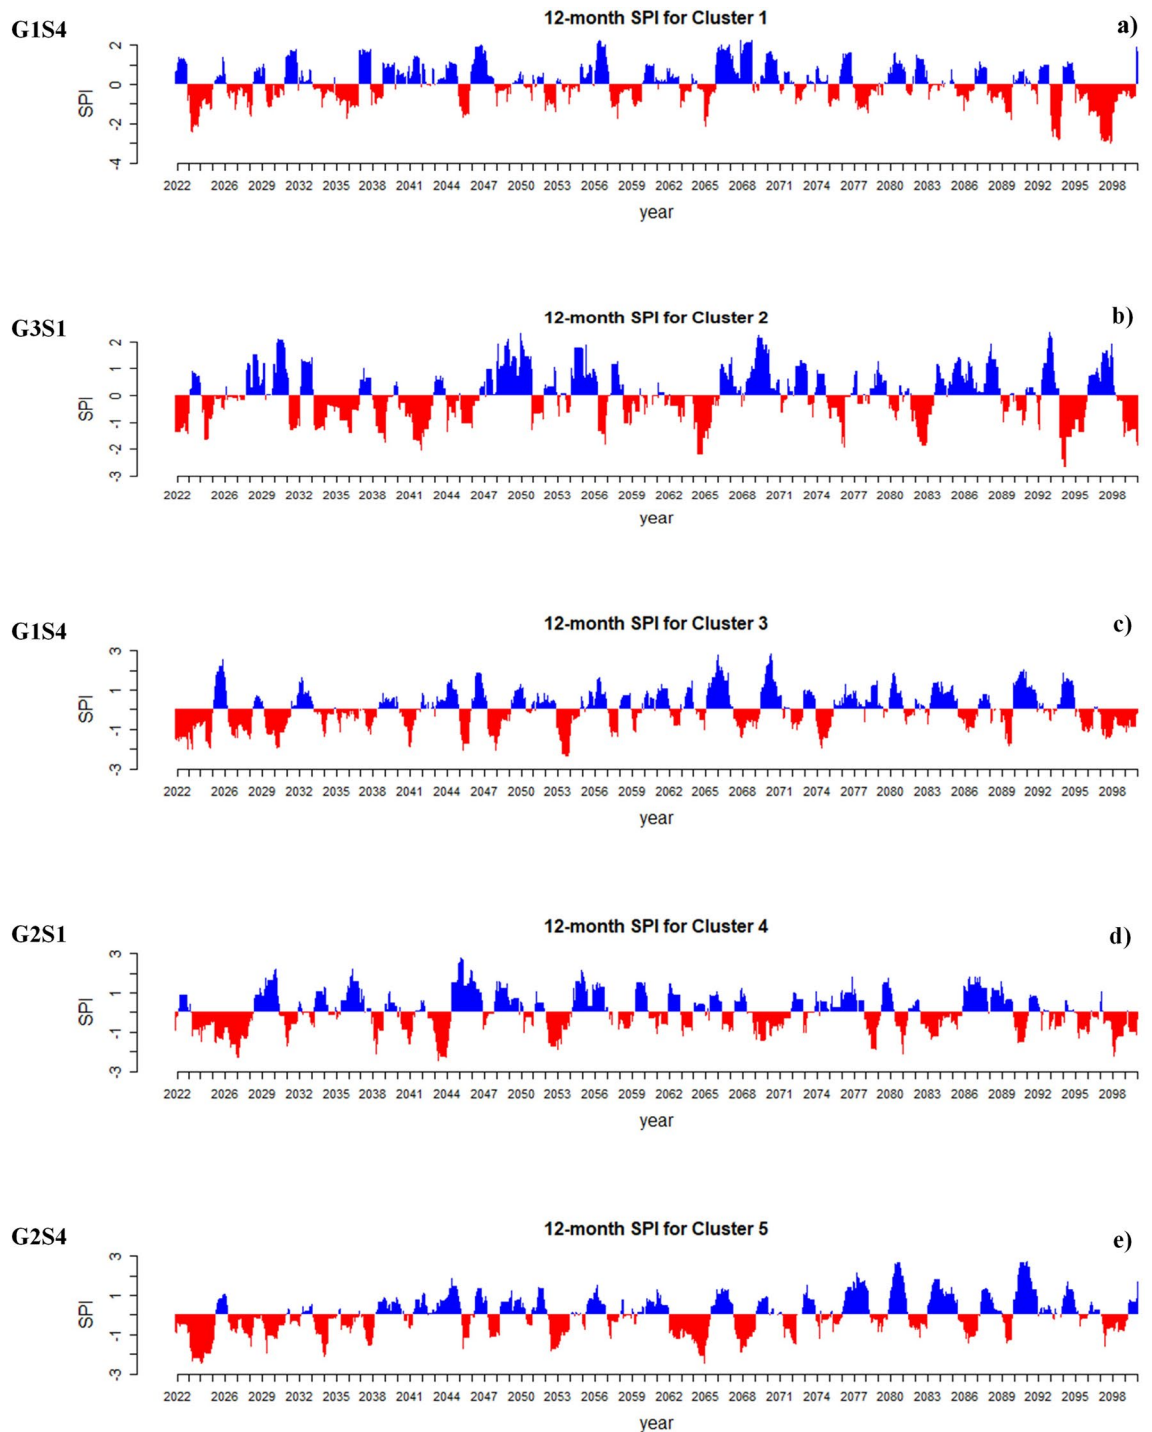 G1S4
12-month SPI for Cluster 1
a)
SPI
2
0
-2
-4
2022 2026 2029 2032 2035 2038 2041 2044 2047 2050 2053 2056 2059 2062 2065 2068 2071 2074 2077 2080 2083 2086 2089 2092 2095 2098
year
G3S1
12-month SPI for Cluster 2
b)
SPI
2
1
0
-1
-2
-3
2022 2026 2029 2032 2035 2038 2041 2044 2047 2050 2053 2056 2059 2062 2065 2068 2071 2074 2077 2080 2083 2086 2089 2092 2095 2098
year
G1S4
12-month SPI for Cluster 3
c)
SPI
3
1
-1
-3
2022 2026 2029 2032 2035 2038 2041 2044 2047 2050 2053 2056 2059 2062 2065 2068 2071 2074 2077 2080 2083 2086 2089 2092 2095 2098
year
G2S1
12-month SPI for Cluster 4
d)
SPI
3
1
-1
-3
2022 2026 2029 2032 2035 2038 2041 2044 2047 2050 2053 2056 2059 2062 2065 2068 2071 2074 2077 2080 2083 2086 2089 2092 2095 2098
year
G2S4
12-month SPI for Cluster 5
e)
SPI
3
1
-1
-3
2022 2026 2029 2032 2035 2038 2041 2044 2047 2050 2053 2056 2059 2062 2065 2068 2071 2074 2077 2080 2083 2086 2089 2092 2095 2098
year